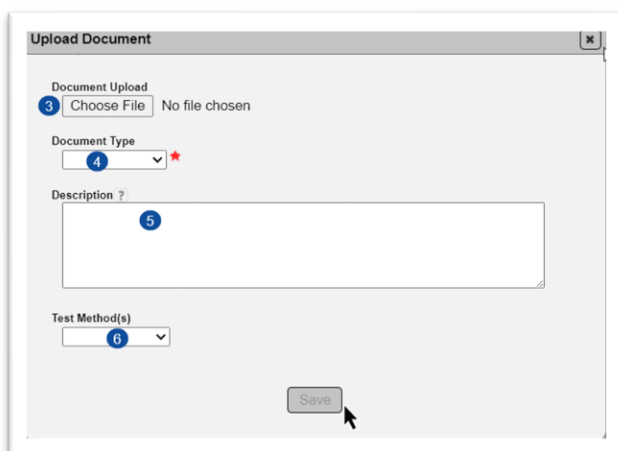 Upload Document
Document Upload
3 Choose File No file chosen
Document Type
4
Description ?
5
Test Method(s)
6
Save